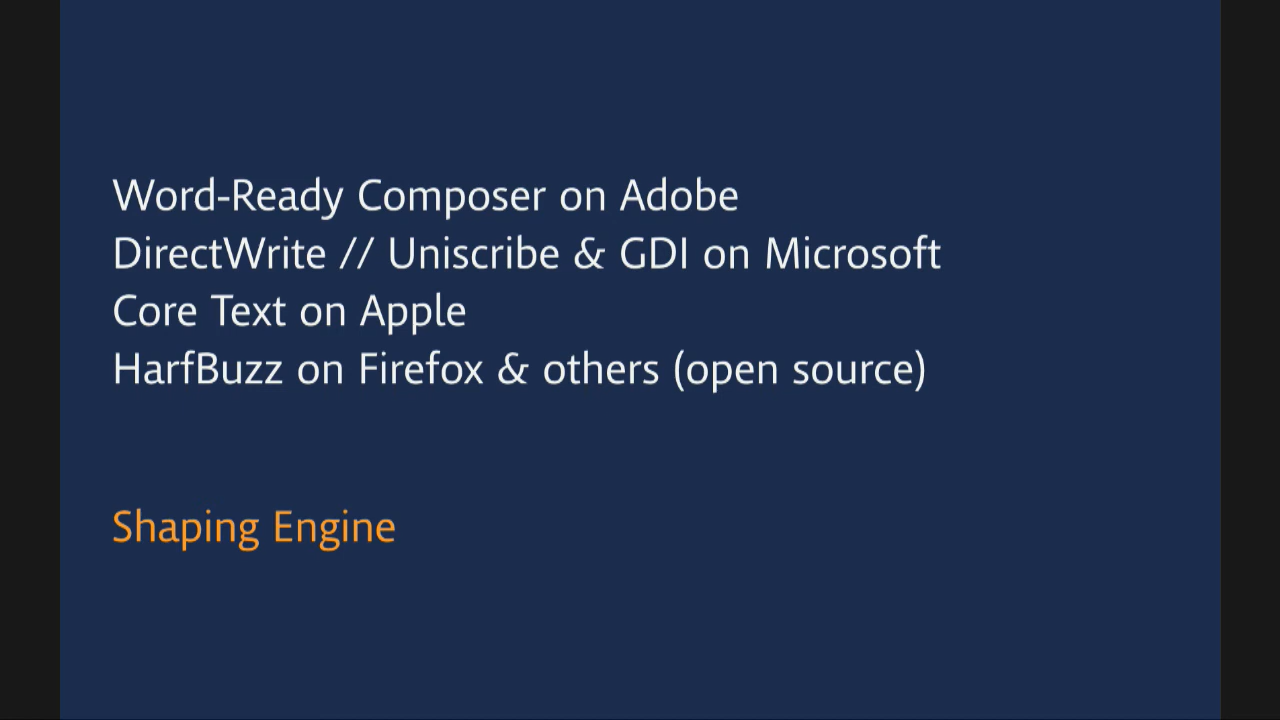 Word-Ready Composer on Adobe
DirectWrite // Uniscribe & GDI on Microsoft
Core Text on Apple
HarfBuzz on Firefox & others (open source)
Shaping Engine